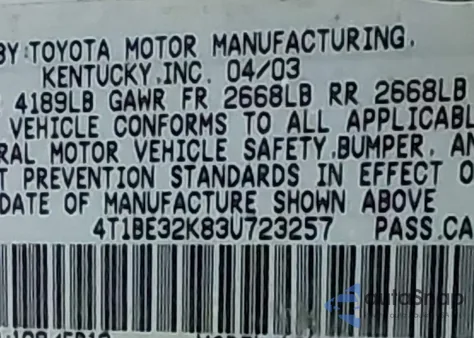 BY TOYOTA MOTOR MANUFACTURING,
KENTUCKY,INC. 04/03
4189LB GAWR FR 2668LB RR 2668LB
VEHICLE CONFORMS TO ALL APPLICABL
RAL MOTOR VEHICLE SAFETY,BUMPER, AN
T PREVENTION STANDARDS IN EFFECT O
DATE OF MANUFACTURE SHOWN ABOVE
4T1BE32K83U723257 PASS.CA
autoSnap